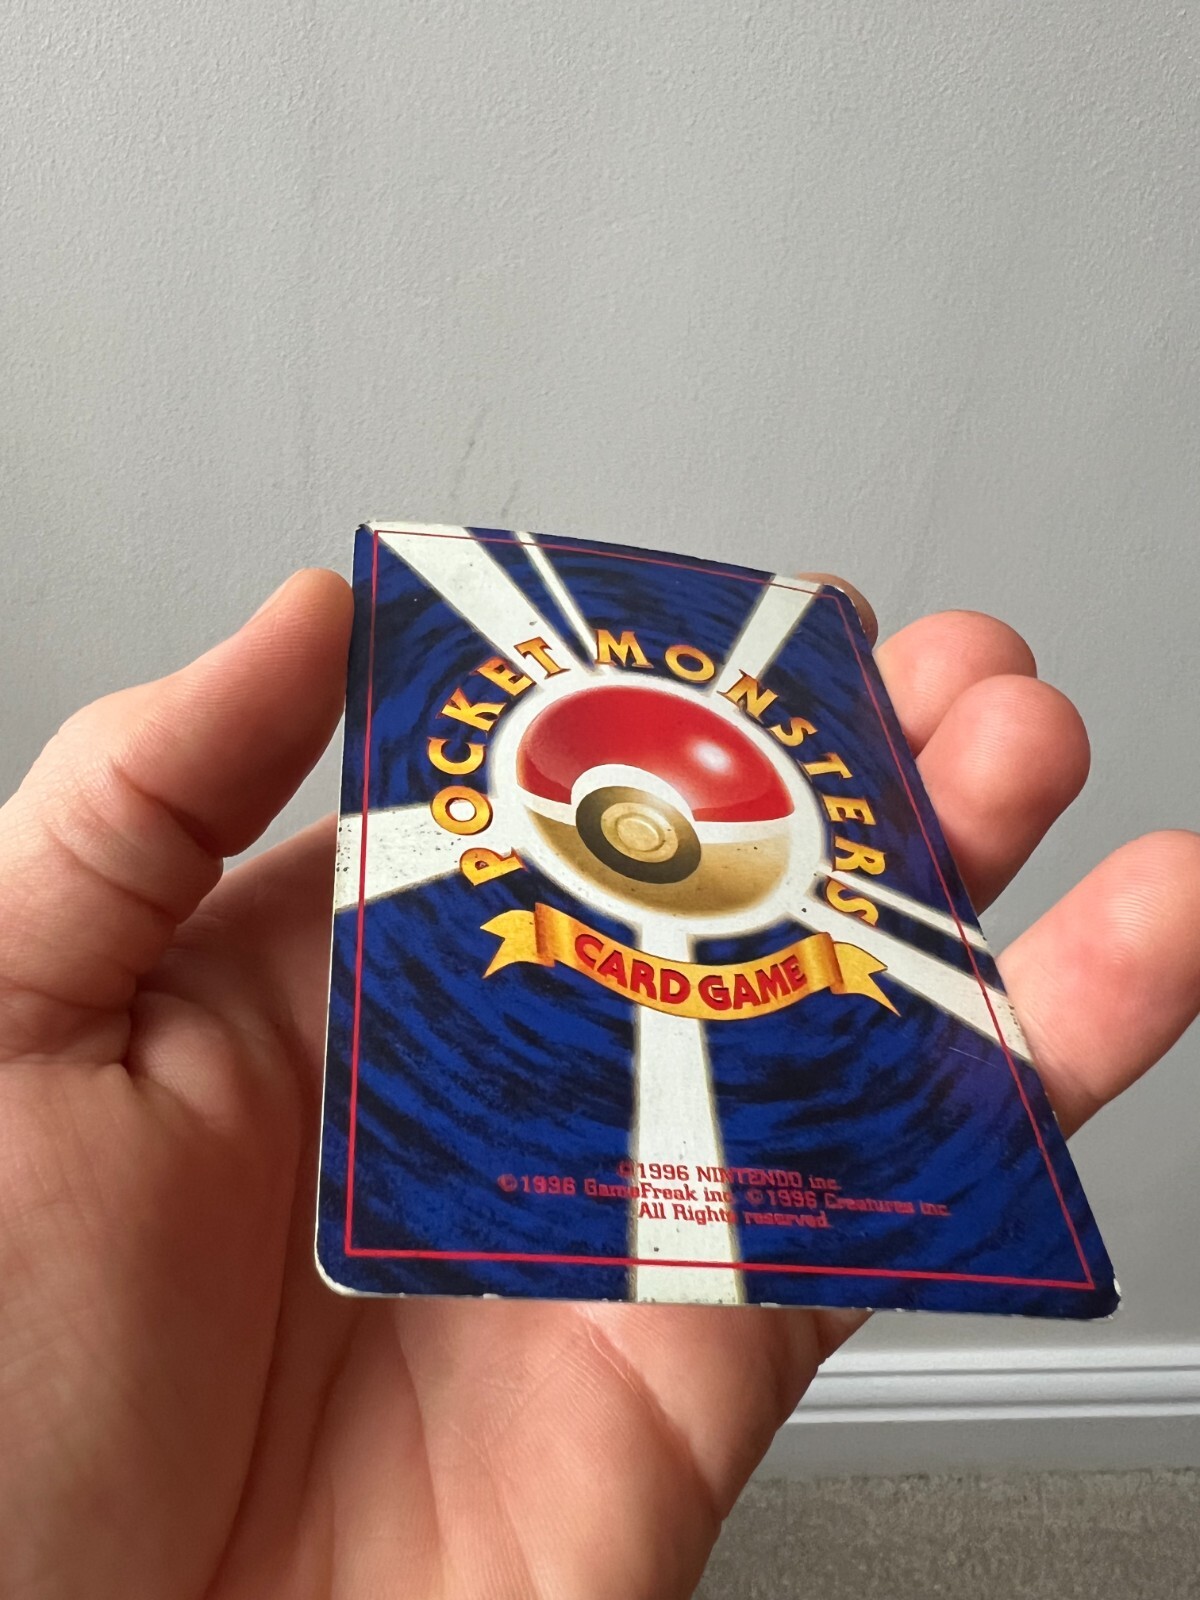 POCKET MONSTERS
CARD GAME
©1996 NINTENDO inc.
©1996 GameFreak inc. ©1996 Creatures inc.
All Rights reserved.